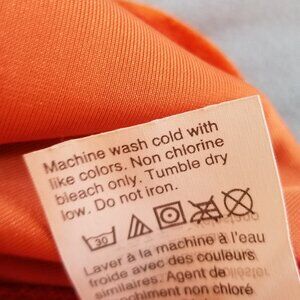 Machine wash cold with
like colors. Non chlorine
bleach only. Tumble dry
low. Do not iron.
30
Laver à la machine à l'eau
froide avec des couleurs
similaires. Agent de
blanchiment non chloré